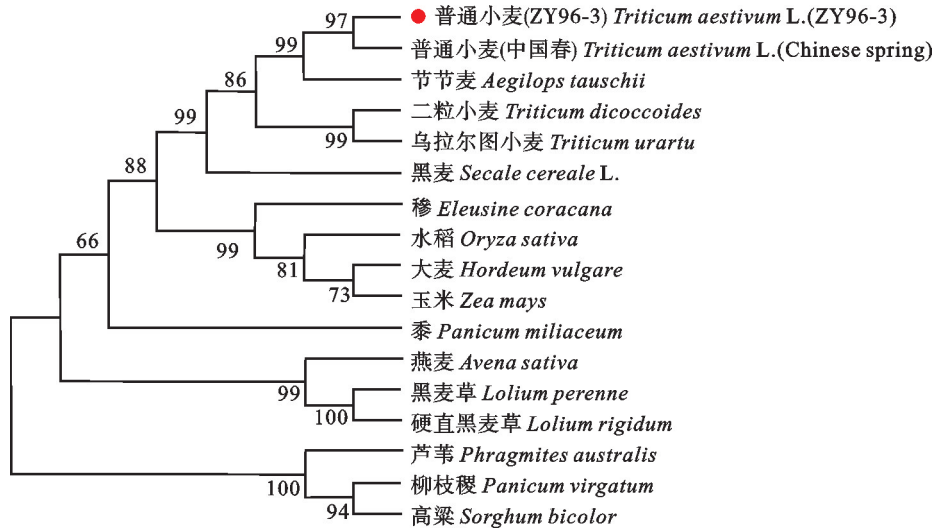 97 普通小麦(ZY96-3) Triticum aestivum L.(ZY96-3)
99 普通小麦(中国春) Triticum aestivum L.(Chinese spring)
86 节节麦 Aegilops tauschii
99 二粒小麦 Triticum dicoccoides
99 乌拉尔图小麦 Triticum urartu
88 黑麦 Secale cereale L.
穇 Eleusine coracana
66 99 水稻 Oryza sativa
81 大麦 Hordeum vulgare
73 玉米 Zea mays
黍 Panicum miliaceum
燕麦 Avena sativa
99 黑麦草 Lolium perenne
100 硬直黑麦草 Lolium rigidum
芦苇 Phragmites australis
100 柳枝稷 Panicum virgatum
94 高粱 Sorghum bicolor